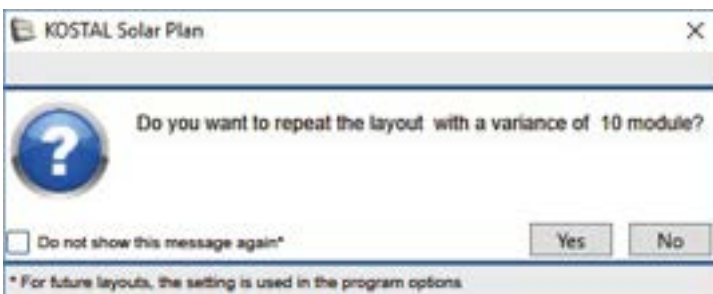 KOSTAL Solar Plan
Do you want to repeat the layout with a variance of 10 module?
Do not show this message again*
Yes
No
* For future layouts, the setting is used in the program options